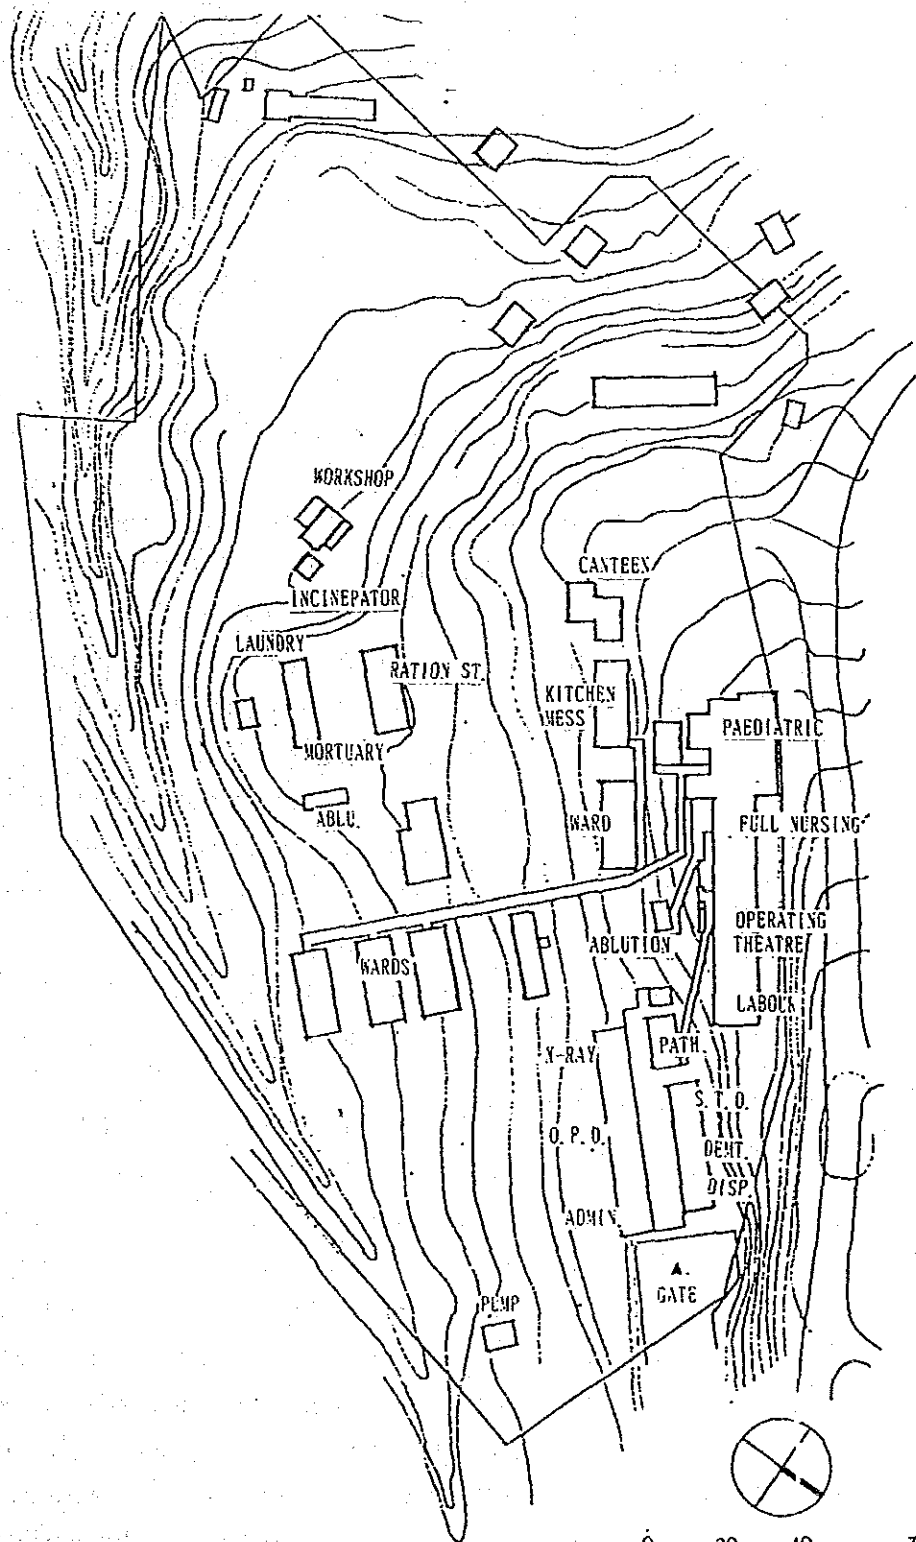 WORKSHOP
CANTEEN
INCINEPATOR
LAUNDRY
RATION ST.
KITCHEN
MESS
PAEDIATRIC
MORTUARY
ABLU.
WARD
FULL NURSING
OPERATING
THEATRE
ABLUTION
WARDS
LABOUR
X-RAY
PATH.
S.T.D.
O.P.D.
DENT.
DISP.
ADMIN
A.
GATE
PUMP
0 20 40